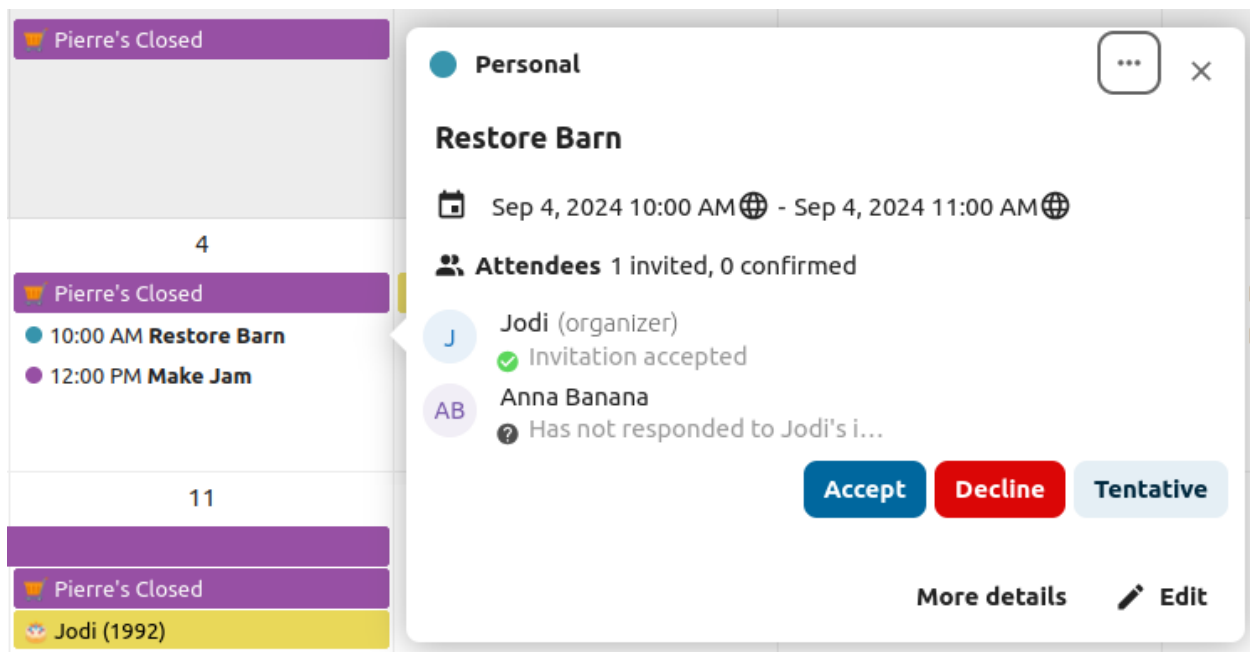 Pierre's Closed
4
Pierre's Closed
10:00 AM Restore Barn
12:00 PM Make Jam
11
Pierre's Closed
Jodi (1992)
Personal
Restore Barn
Sep 4, 2024 10:00 AM - Sep 4, 2024 11:00 AM
Attendees 1 invited, 0 confirmed
J
Jodi (organizer)
Invitation accepted
AB
Anna Banana
Has not responded to Jodi's i...
Accept Decline Tentative
More details Edit